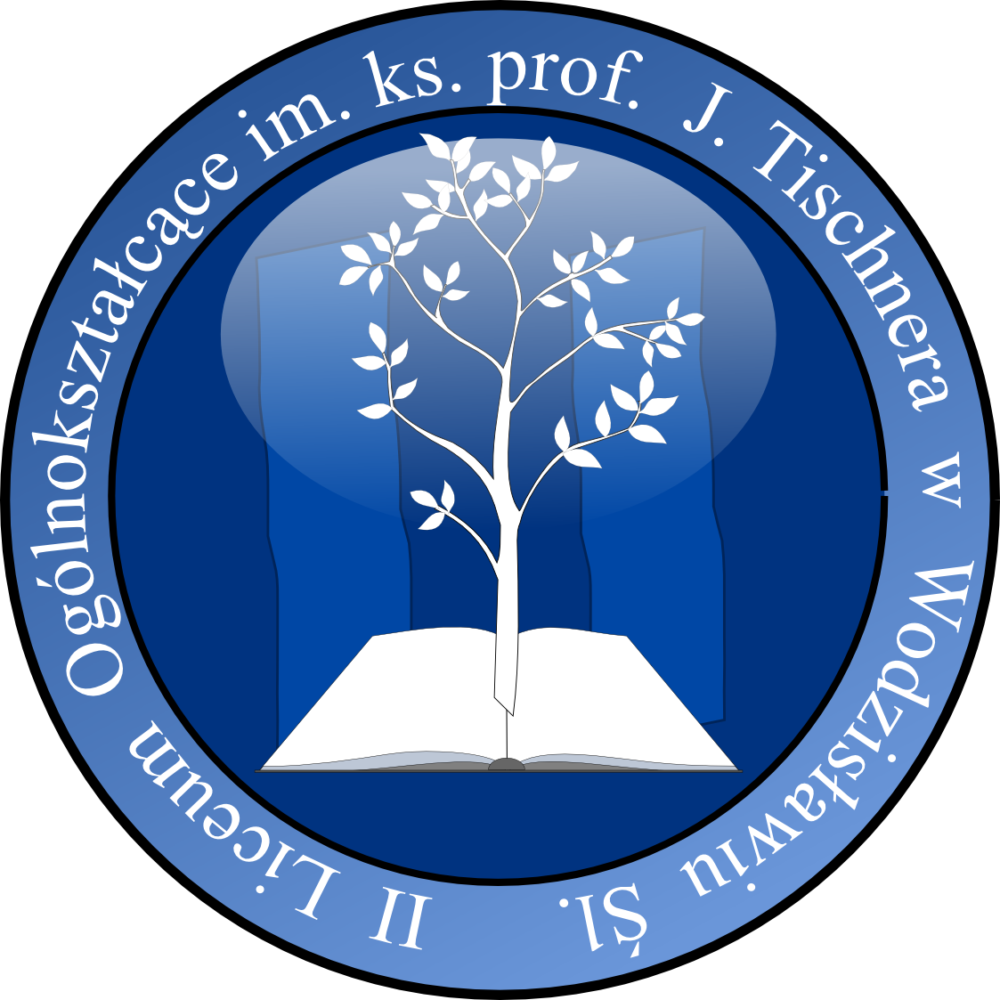 II Liceum Ogólnokształcące im. ks. prof. J. Tischnera w Wodzisławiu Śl.